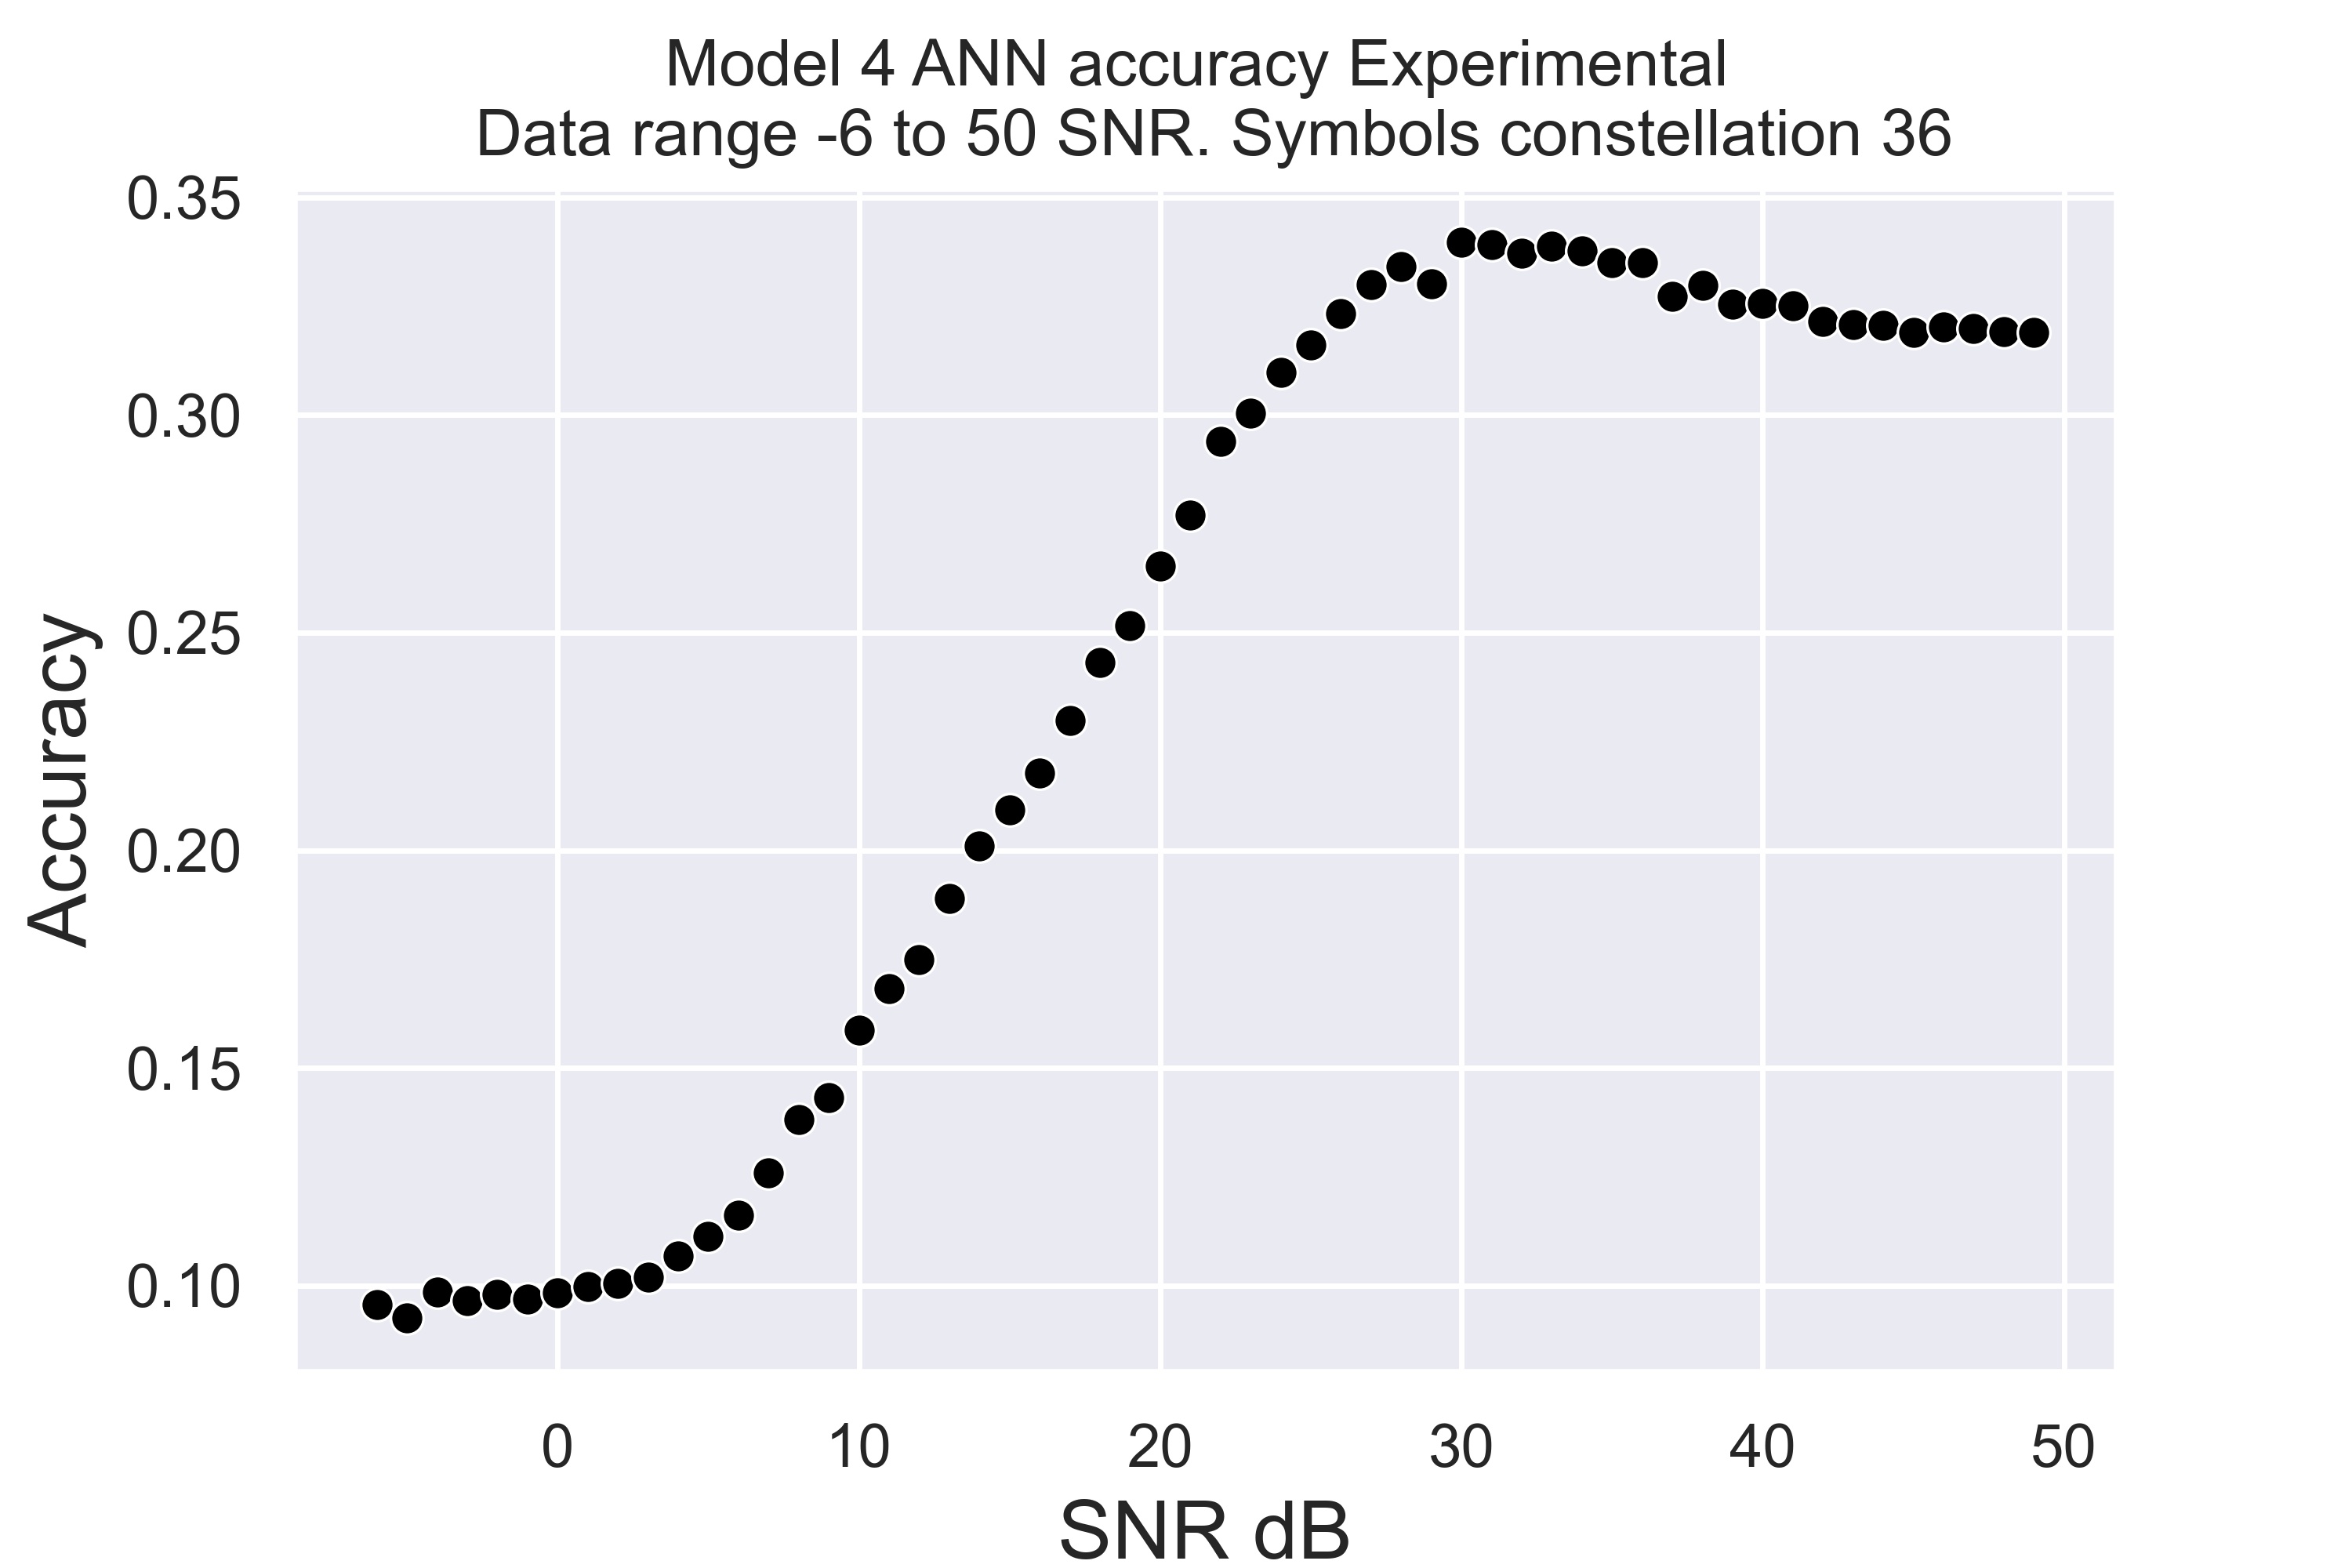 Model 4 ANN accuracy Experimental
Data range -6 to 50 SNR. Symbols constellation 36
0.35
0.30
0.25
0.20
0.15
0.10
Accuracy
0 10 20 30 40 50
SNR dB